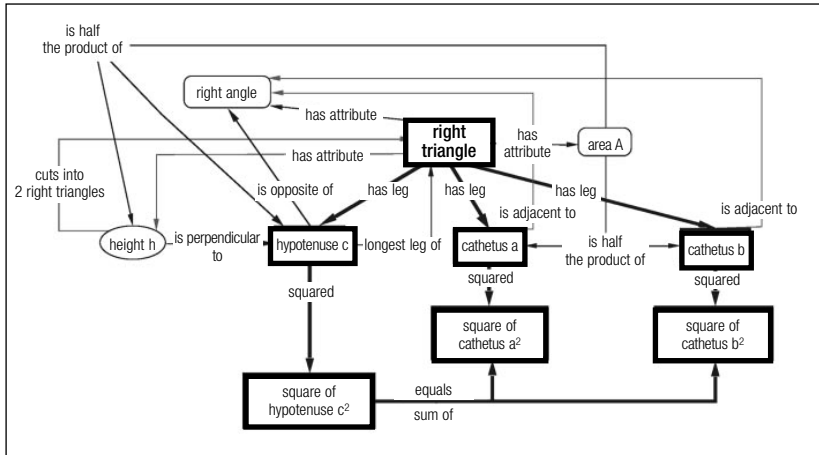 is half
the product of
right angle
has attribute
right
triangle
has
attribute
area A
cuts into
2 right triangles
has attribute
is opposite of
has leg
has leg
has leg
is adjacent to
is adjacent to
height h
is perpendicular
to
hypotenuse c
longest leg of
cathetus a
is half
the product of
cathetus b
squared
squared
squared
square of
cathetus a²
square of
cathetus b²
square of
hypotenuse c²
equals
sum of